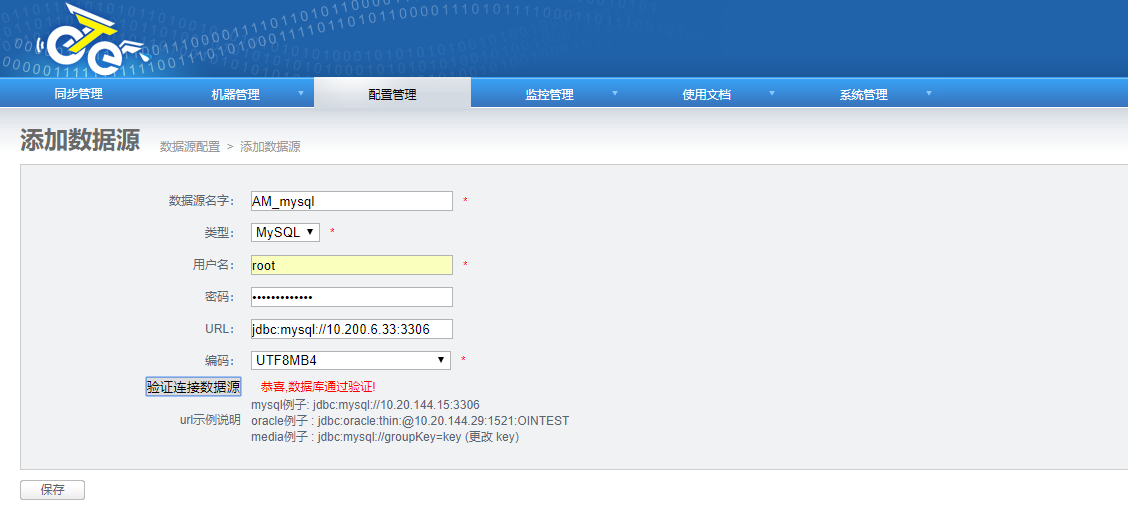 同步管理 机器管理 配置管理 监控管理 使用文档 系统管理
添加数据源 数据源配置 > 添加数据源
数据源名字： AM_mysql *
类型： MySQL *
用户名： root *
密码： •••••••••••••
URL： jdbc:mysql://10.200.6.33:3306
编码： UTF8MB4 *
验证连接数据源 恭喜,数据库通过验证!
mysql例子: jdbc:mysql://10.20.144.15:3306
url示例说明 oracle例子 : jdbc:oracle:thin:@10.20.144.29:1521:OINTEST
media例子 : jdbc:mysql://groupKey=key (更改 key)
保存